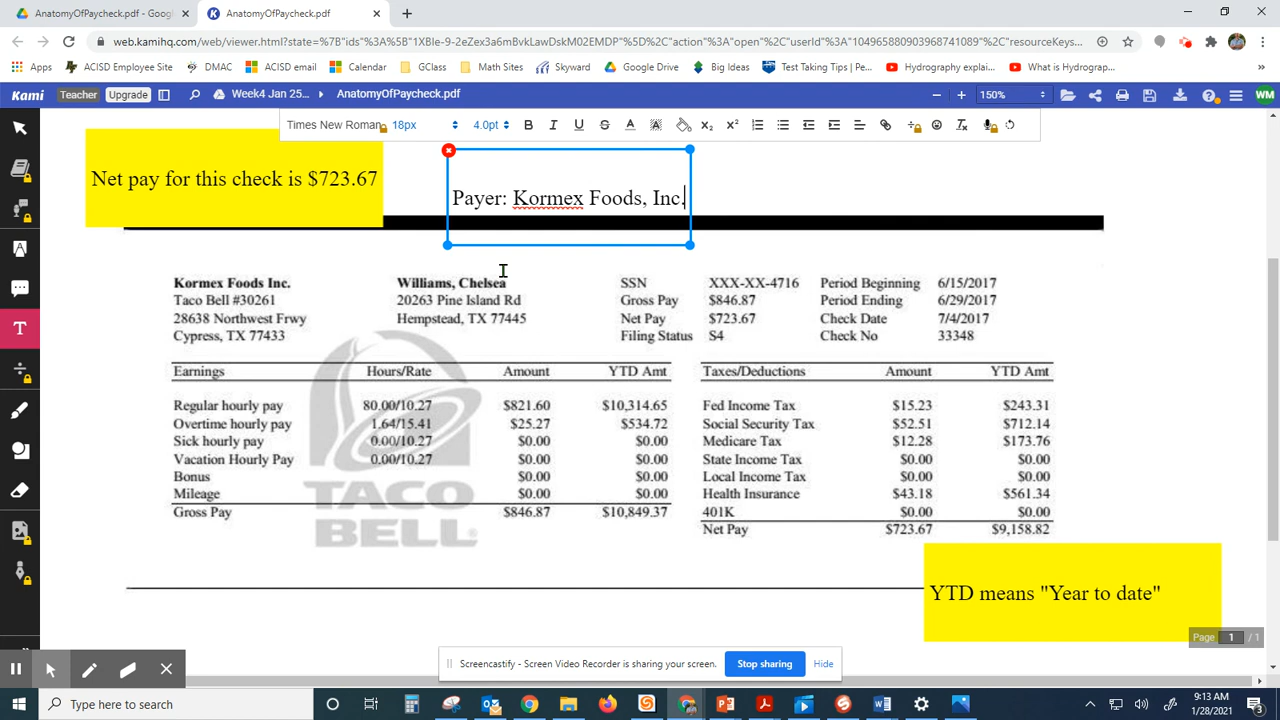 AnatomyOfPaycheck.pdf - Googl
AnatomyOfPaycheck.pdf
web.kamihq.com/web/viewer.html?state=%7B"ids"%3A%5B"1XBle-9-2eZex3a6mBvkLawDskM02EMDP"%5D%2C"action"%3A"open"%2C"userId"%3A"104965880903968741089"%2C"resourceKeys...
Apps
ACISD Employee Site
DMAC
ACISD email
Calendar
GClass
Math Sites
Skyward
Google Drive
Big Ideas
Test Taking Tips | Pe...
Hydrography explai...
What is Hydrograp...
»
Kami
Teacher
Upgrade
Week4 Jan 25...
AnatomyOfPaycheck.pdf
150%
WM
Times New Roman
18px
4.0pt
Net pay for this check is $723.67
Payer: Kormex Foods, Inc.
Kormex Foods Inc. Williams, Chelsea SSN XXX-XX-4716 Period Beginning 6/15/2017
Taco Bell #30261 20263 Pine Island Rd Gross Pay $846.87 Period Ending 6/29/2017
28638 Northwest Frwy Hempstead, TX 77445 Net Pay $723.67 Check Date 7/4/2017
Cypress, TX 77433 Filing Status S4 Check No 33348
Earnings Hours/Rate Amount YTD Amt Taxes/Deductions Amount YTD Amt
Regular hourly pay 80.00/10.27 $821.60 $10,314.65 Fed Income Tax $15.23 $243.31
Overtime hourly pay 1.64/15.41 $25.27 $534.72 Social Security Tax $52.51 $712.14
Sick hourly pay 0.00/10.27 $0.00 $0.00 Medicare Tax $12.28 $173.76
Vacation Hourly Pay 0.00/10.27 $0.00 $0.00 State Income Tax $0.00 $0.00
Bonus $0.00 $0.00 Local Income Tax $0.00 $0.00
Mileage $0.00 $0.00 Health Insurance $43.18 $561.34
Gross Pay $846.87 $10,849.37 401K $0.00 $0.00
Net Pay $723.67 $9,158.82
TACO
BELL
YTD means "Year to date"
Page 1 / 1
Screencastify - Screen Video Recorder is sharing your screen.
Stop sharing
Hide
Type here to search
9:13 AM
1/28/2021